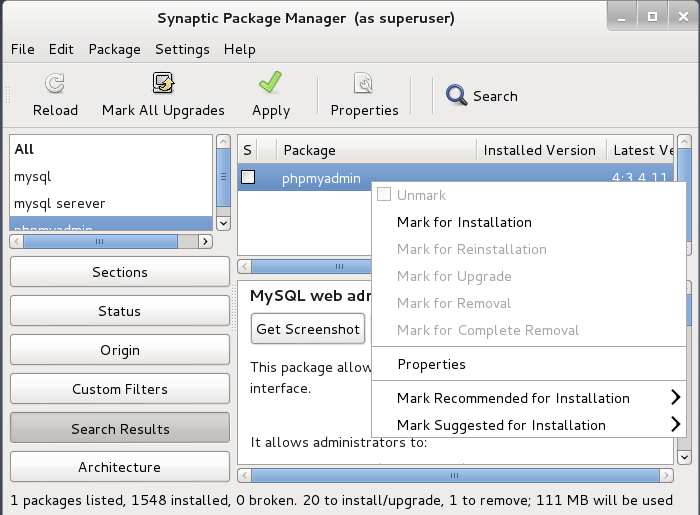 Synaptic Package Manager (as superuser)
File Edit Package Settings Help
Reload Mark All Upgrades Apply Properties Search
All
mysql
mysql serever
phpmyadmin
S Package Installed Version Latest Ve
phpmyadmin 4:3.4.11
Unmark
Mark for Installation
Mark for Reinstallation
Mark for Upgrade
Mark for Removal
Mark for Complete Removal
Properties
Mark Recommended for Installation
Mark Suggested for Installation
Sections
Status
Origin
Custom Filters
Search Results
Architecture
MySQL web adm
Get Screenshot
This package allow
interface.
It allows administrators to:
1 packages listed, 1548 installed, 0 broken. 20 to install/upgrade, 1 to remove; 111 MB will be used